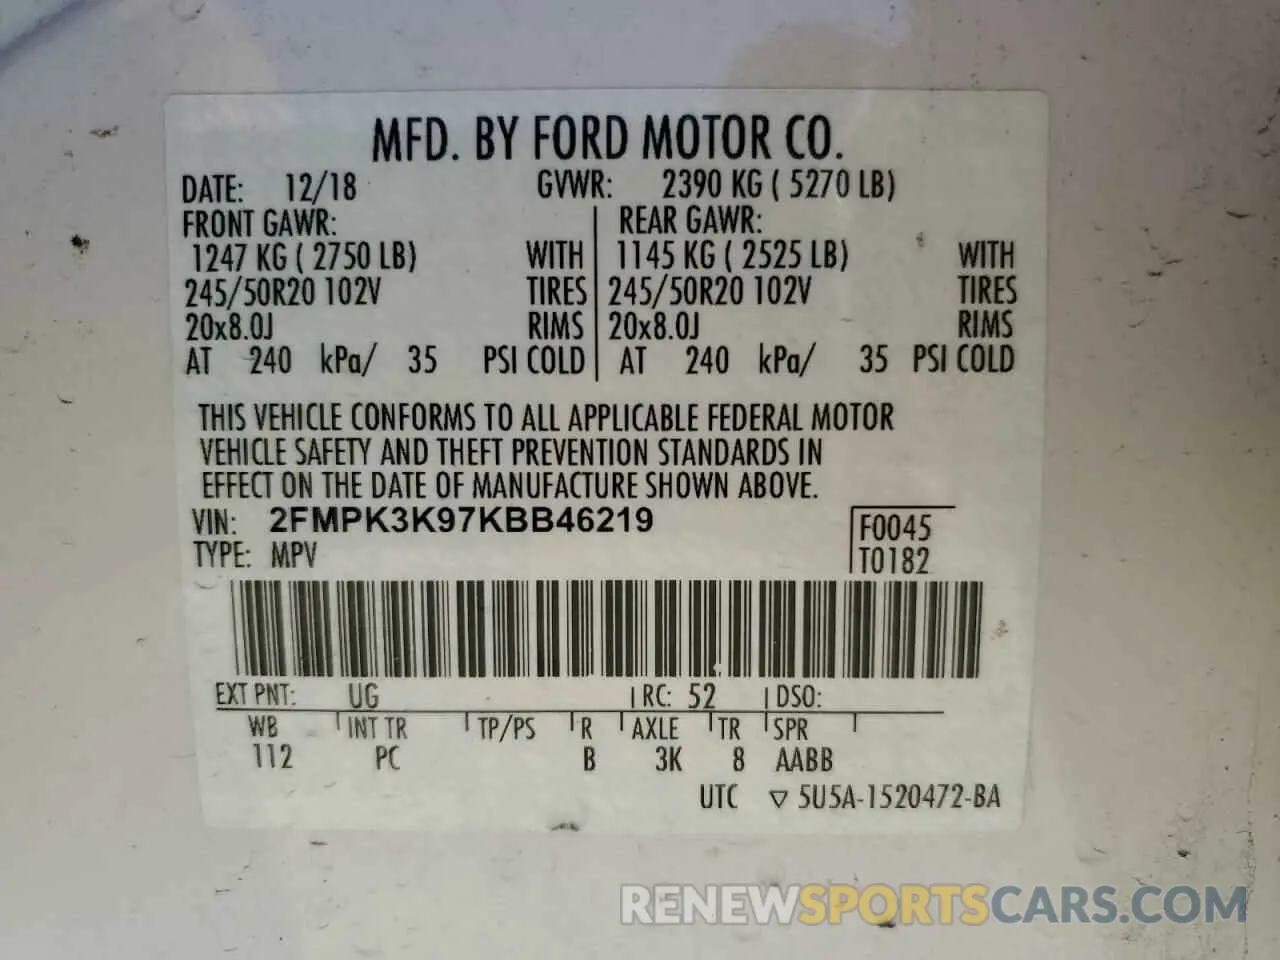 MFD. BY FORD MOTOR CO.
DATE: 12/18 GVWR: 2390 KG ( 5270 LB)
FRONT GAWR: REAR GAWR:
1247 KG ( 2750 LB) WITH 1145 KG ( 2525 LB) WITH
245/50R20 102V TIRES 245/50R20 102V TIRES
20x8.0J RIMS 20x8.0J RIMS
AT 240 kPa/ 35 PSI COLD AT 240 kPa/ 35 PSI COLD
THIS VEHICLE CONFORMS TO ALL APPLICABLE FEDERAL MOTOR
VEHICLE SAFETY AND THEFT PREVENTION STANDARDS IN
EFFECT ON THE DATE OF MANUFACTURE SHOWN ABOVE.
VIN: 2FMPK3K97KBB46219 F0045
TYPE: MPV T0182
EXT PNT: UG RC: 52 DSO:
WB INT TR TP/PS R AXLE TR SPR
112 PC B 3K 8 AABB
UTC ▽ 5U5A-1520472-BA
RENEWSPORTSCARS.COM